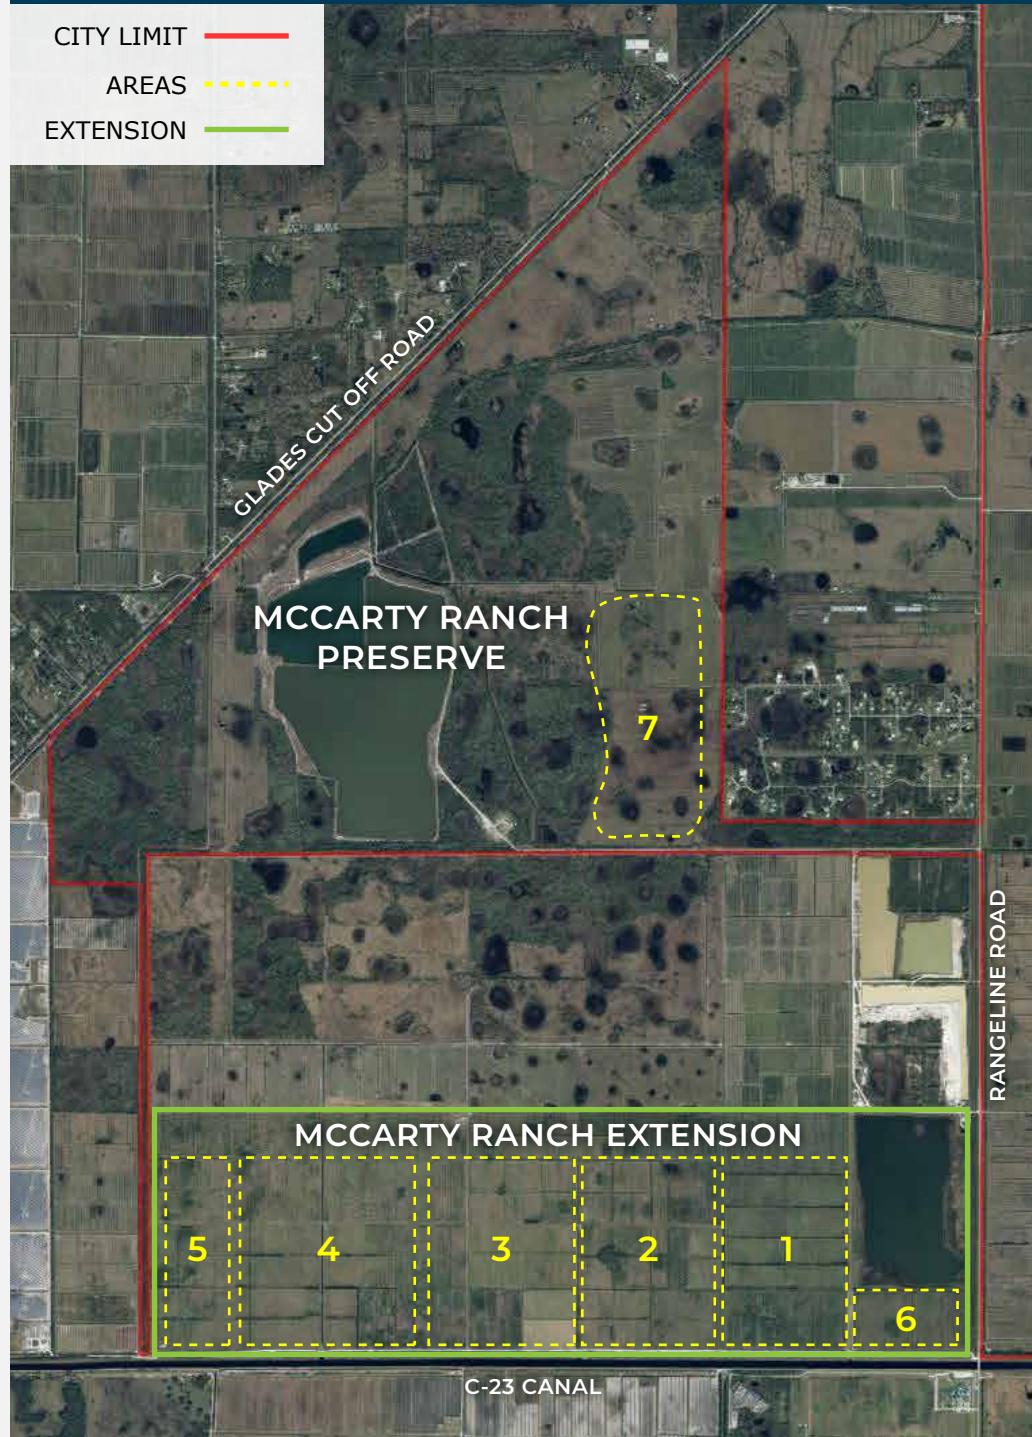 CITY LIMIT
AREAS
EXTENSION
GLADES CUT OFF ROAD
MCCARTY RANCH
PRESERVE
7
RANGELINE ROAD
MCCARTY RANCH EXTENSION
5
4
3
2
1
6
C-23 CANAL